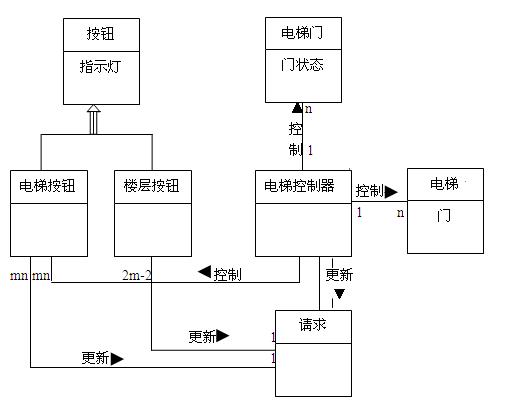 按钮
指示灯
电梯门
门状态
n
控
制
1
电梯按钮
楼层按钮
电梯控制器
控制
1
n
电梯
门
mn
mn
2m-2
控制
更新
请求
更新
1
更新
1